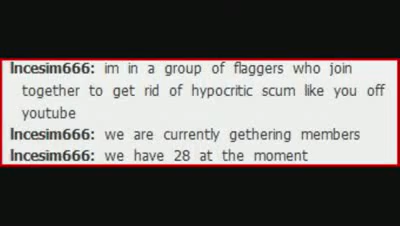 Incesim666: im in a group of flaggers who join
together to get rid of hypocritic scum like you off
youtube
Incesim666: we are currently gethering members
Incesim666: we have 28 at the moment